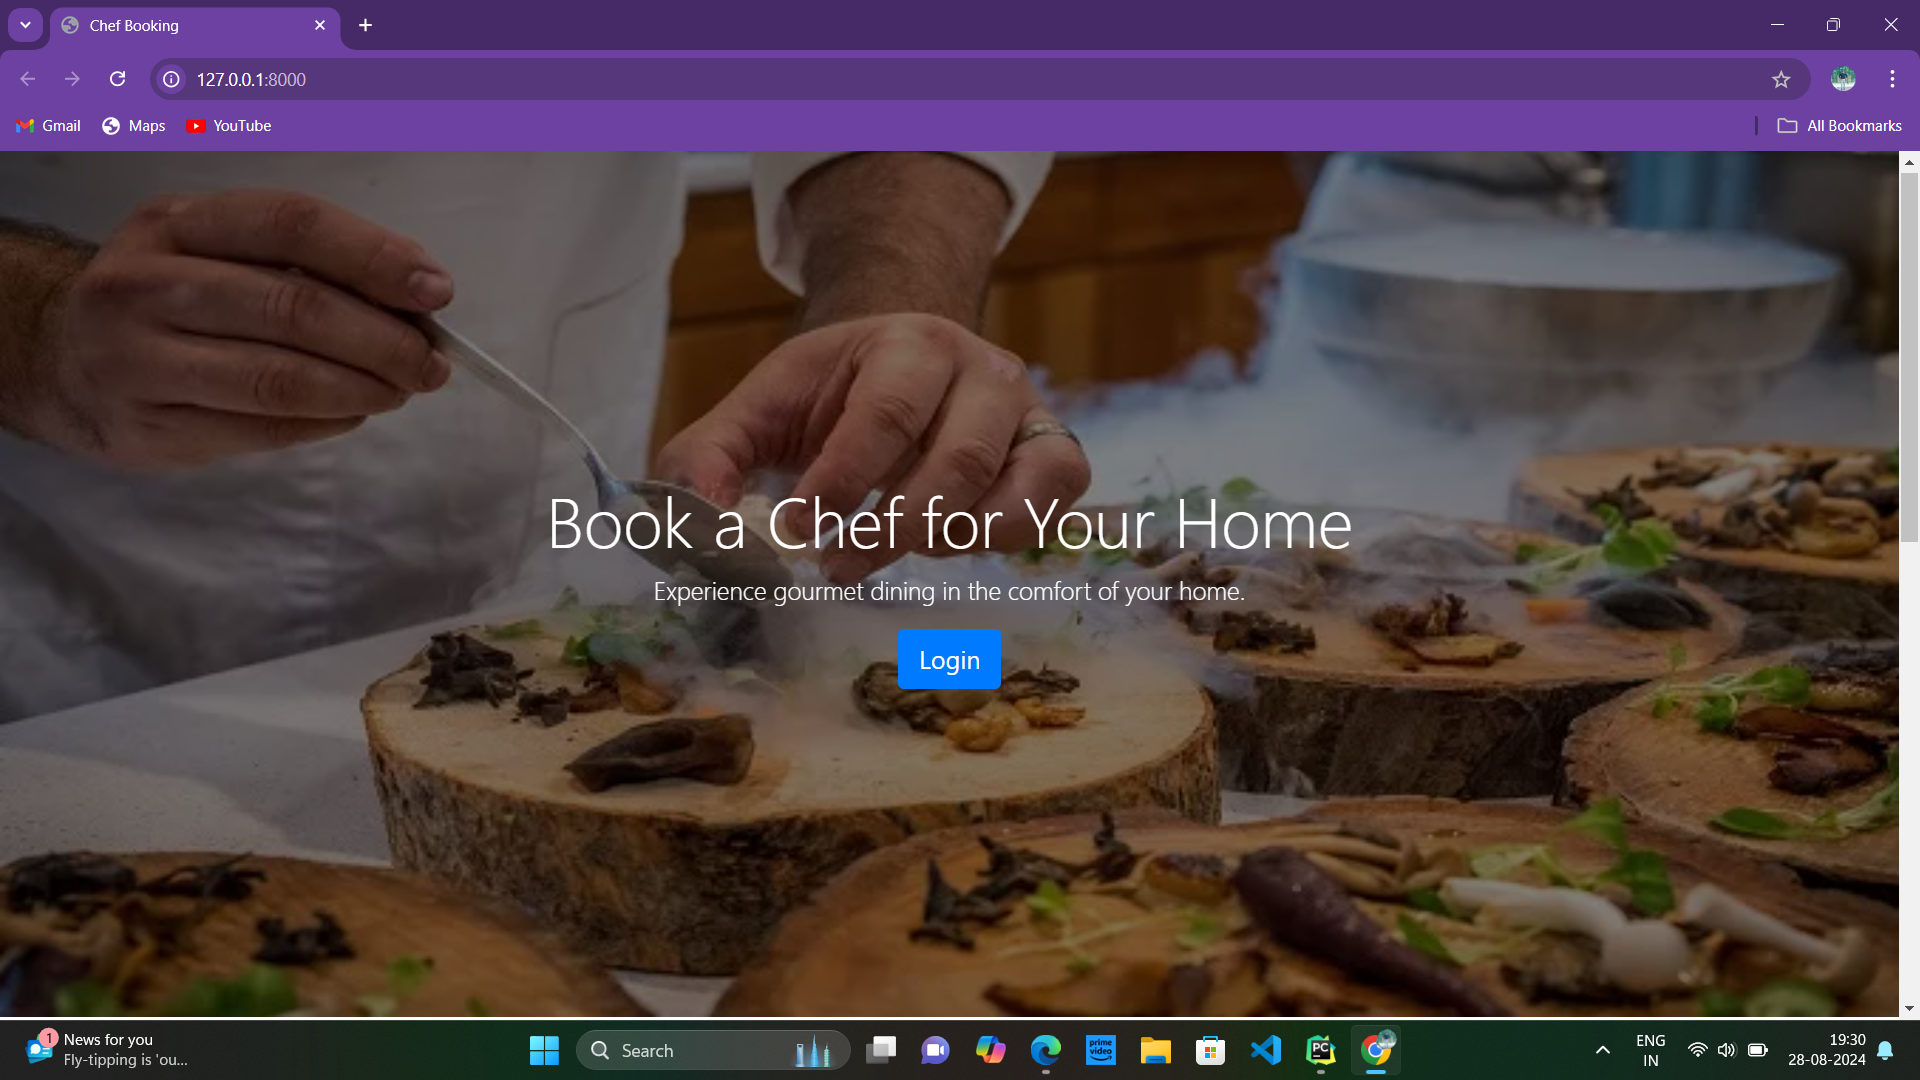 Chef Booking
127.0.0.1:8000
Gmail
Maps
YouTube
All Bookmarks
Book a Chef for Your Home
Experience gourmet dining in the comfort of your home.
Login
1
News for you
Fly-tipping is 'ou...
Search
prime
video
PC
ENG
IN
19:30
28-08-2024